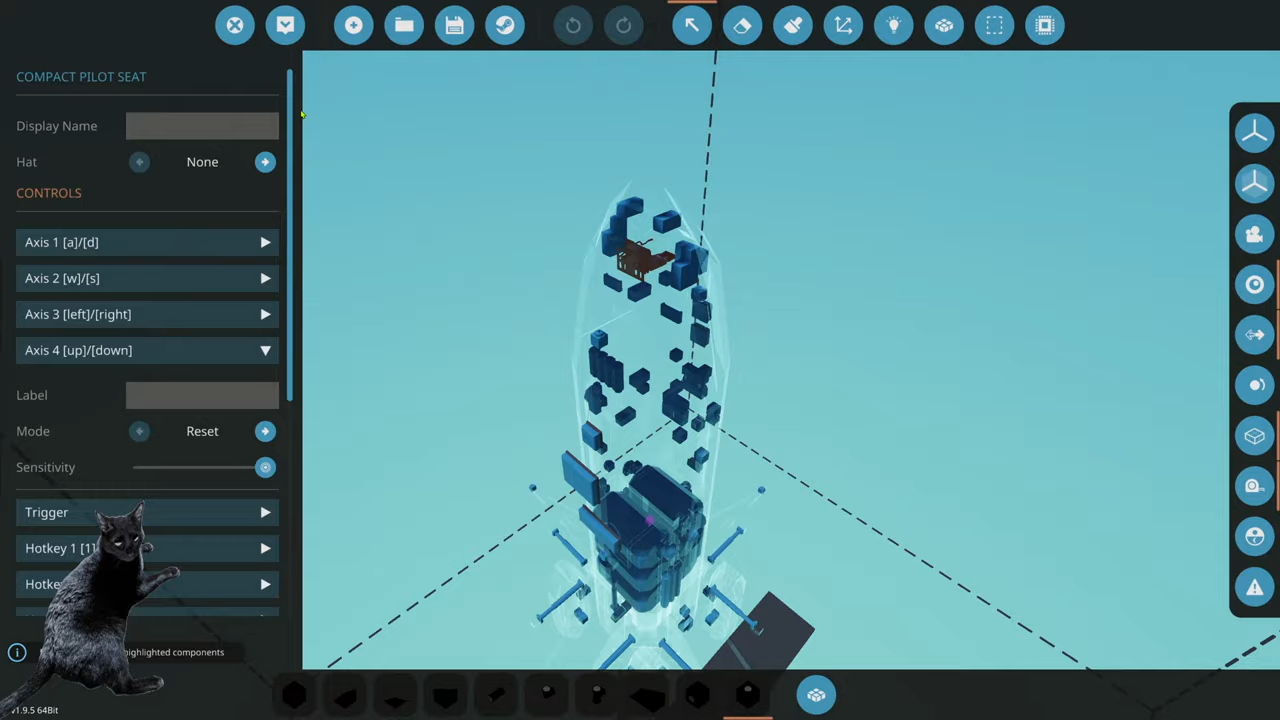 COMPACT PILOT SEAT
Display Name
Hat None
CONTROLS
Axis 1 [a]/[d]
Axis 2 [w]/[s]
Axis 3 [left]/[right]
Axis 4 [up]/[down]
Label
Mode Reset
Sensitivity
Trigger
Hotkey 1 [1]
highlighted components
v1.9.5 64Bit